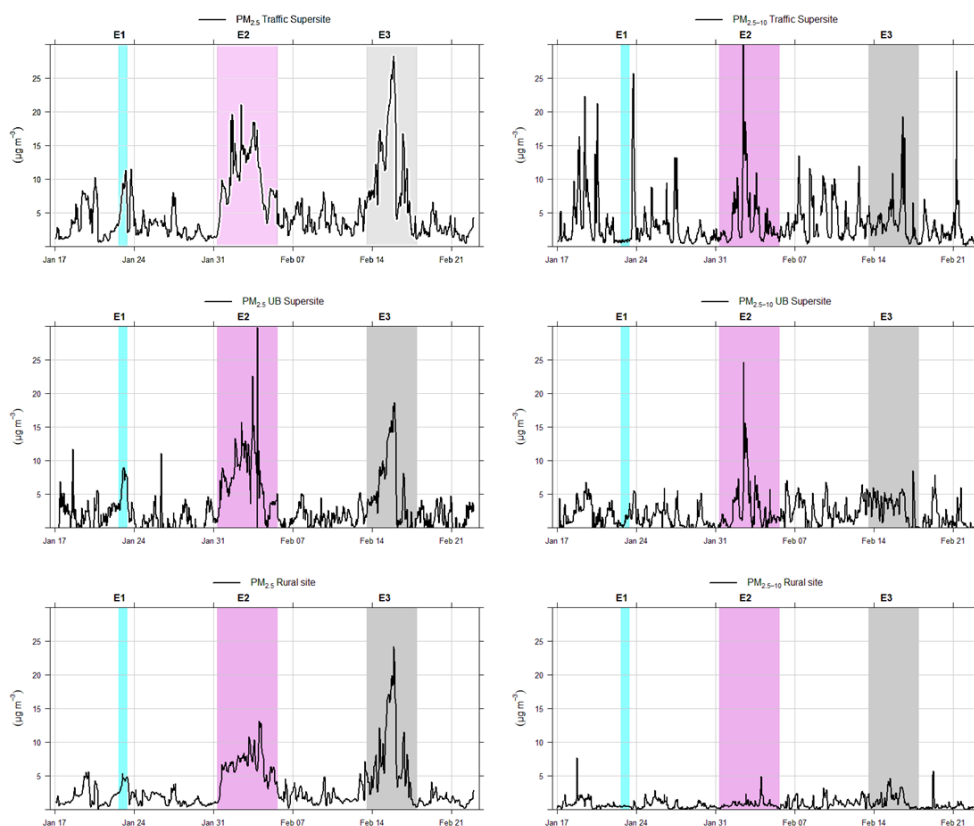 PM2.5 Traffic Supersite
E1 E2 E3
(µg m−3)
25
20
15
10
5
Jan 17 Jan 24 Jan 31 Feb 07 Feb 14 Feb 21
PM2.5−10 Traffic Supersite
E1 E2 E3
(µg m−3)
25
20
15
10
5
Jan 17 Jan 24 Jan 31 Feb 07 Feb 14 Feb 21
PM2.5 UB Supersite
E1 E2 E3
(µg m−3)
25
20
15
10
5
Jan 17 Jan 24 Jan 31 Feb 07 Feb 14 Feb 21
PM2.5−10 UB Supersite
E1 E2 E3
(µg m−3)
25
20
15
10
5
Jan 17 Jan 24 Jan 31 Feb 07 Feb 14 Feb 21
PM2.5 Rural site
E1 E2 E3
(µg m−3)
25
20
15
10
5
Jan 17 Jan 24 Jan 31 Feb 07 Feb 14 Feb 21
PM2.5−10 Rural site
E1 E2 E3
(µg m−3)
25
20
15
10
5
Jan 17 Jan 24 Jan 31 Feb 07 Feb 14 Feb 21